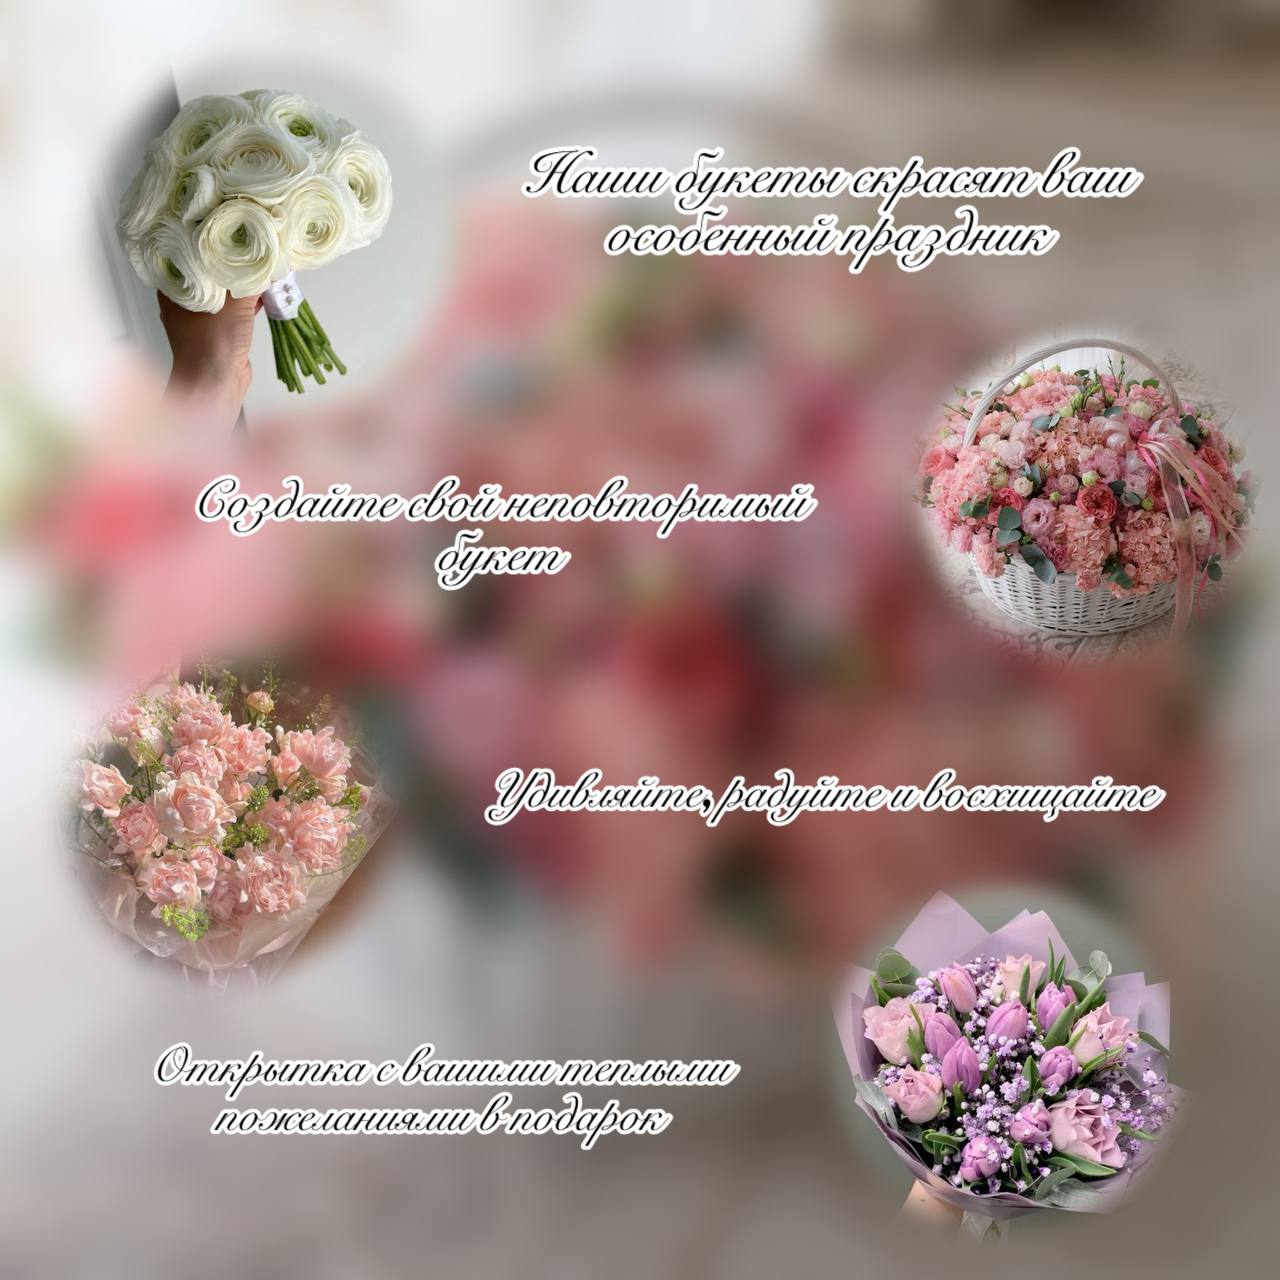 Наши букеты скрасят ваш
особенный праздник
Создайте свой неповторимый
букет
Удивляйте, радуйте и восхищайте
Открытка с вашими теплыми
пожеланиями в подарок